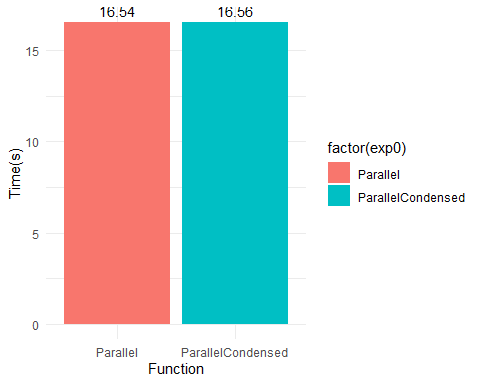 16.54
16.56
15
10
5
0
Time(s)
Parallel
ParallelCondensed
Function
factor(exp0)
Parallel
ParallelCondensed